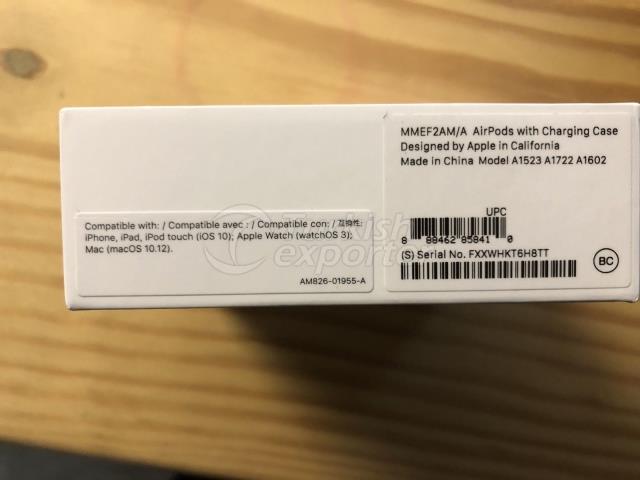 Compatible with: / Compatible avec : / Compatible con: / 互換性:
iPhone, iPad, iPod touch (iOS 10); Apple Watch (watchOS 3);
Mac (macOS 10.12).
AM826-01955-A
MMEF2AM/A AirPods with Charging Case
Designed by Apple in California
Made in China Model A1523 A1722 A1602
UPC
8 88462 85841 0
(S) Serial No. FXXWHKT6H8TT
BC
Turkish
exporter